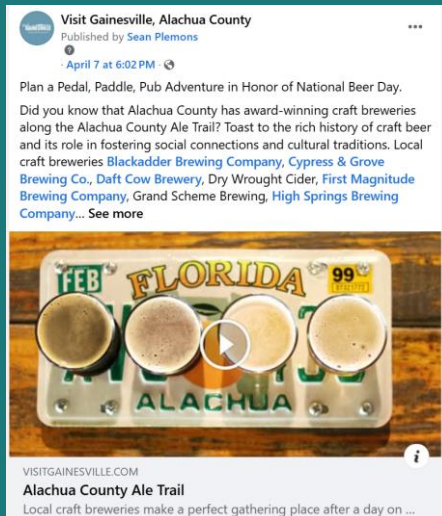 Visit Gainesville, Alachua County
Published by Sean Plemons
· April 7 at 6:02 PM ·
Plan a Pedal, Paddle, Pub Adventure in Honor of National Beer Day.
Did you know that Alachua County has award-winning craft breweries
along the Alachua County Ale Trail? Toast to the rich history of craft beer
and its role in fostering social connections and cultural traditions. Local
craft breweries Blackadder Brewing Company, Cypress & Grove
Brewing Co., Daft Cow Brewery, Dry Wrought Cider, First Magnitude
Brewing Company, Grand Scheme Brewing, High Springs Brewing
Company... See more
FEB
FLORIDA
99
ALACHUA
VISITGAINESVILLE.COM
Alachua County Ale Trail
Local craft breweries make a perfect gathering place after a day on ...